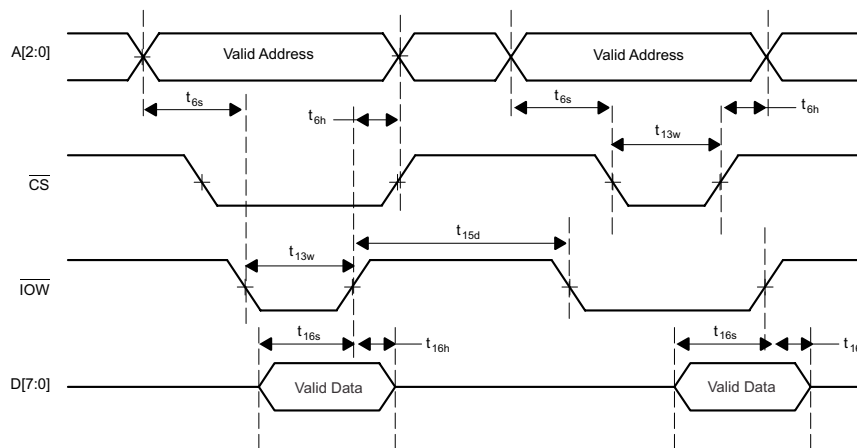 A[2:0] Valid Address Valid Address
t6s t6h t6s t13w t6h
CS
t13w t15d
IOW
t16s t16h t16s t16
D[7:0] Valid Data Valid Data